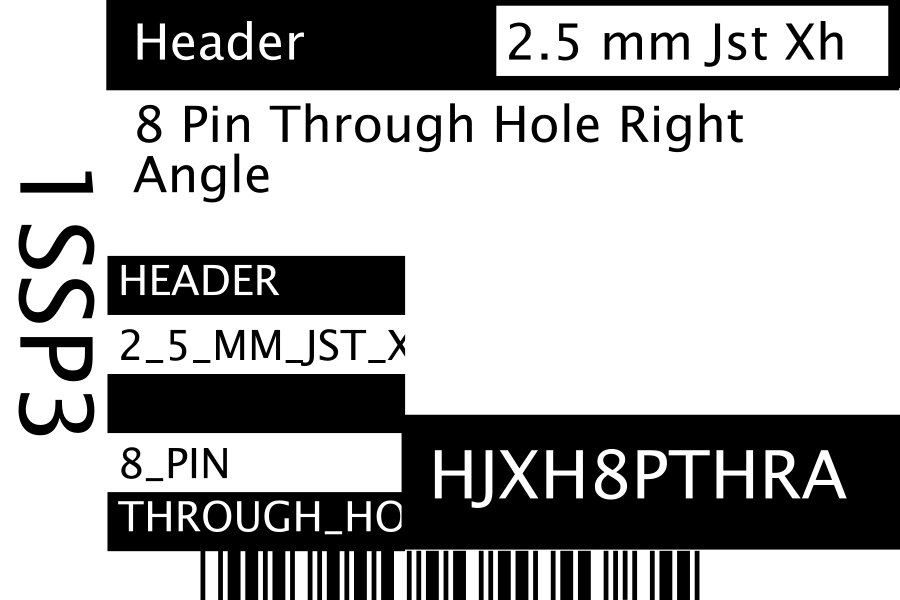 Header
2.5 mm Jst Xh
8 Pin Through Hole Right
Angle
1SSP3
HEADER
2_5_MM_JST_X
8_PIN
THROUGH_HO
HJXH8PTHRA